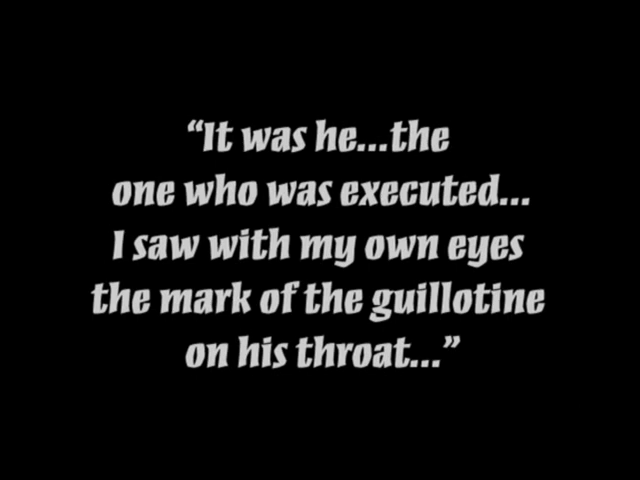 “It was he...the
one who was executed...
I saw with my own eyes
the mark of the guillotine
on his throat...”